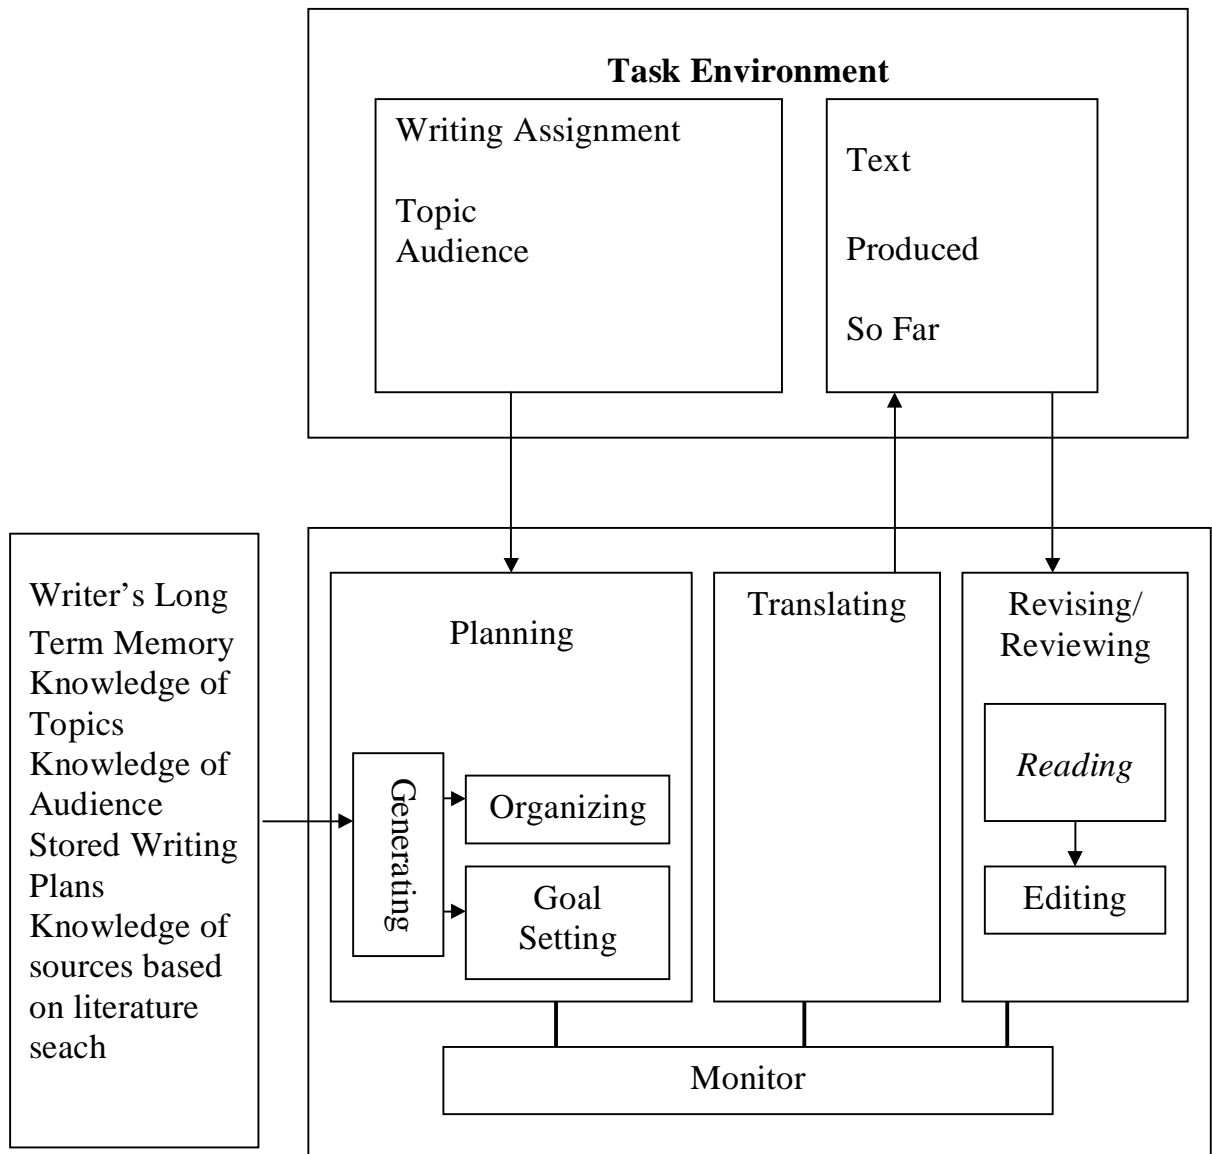 Task Environment
Writing Assignment
Topic
Audience
Text
Produced
So Far
Writer’s Long
Term Memory
Knowledge of
Topics
Knowledge of
Audience
Stored Writing
Plans
Knowledge of
sources based
on literature
seach
Planning
Generating
Organizing
Goal
Setting
Translating
Revising/
Reviewing
Reading
Editing
Monitor